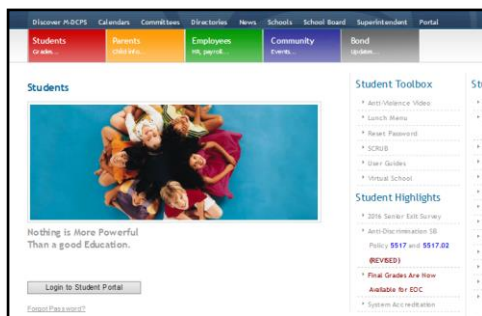 Discover M-DCPS Calendars Committees Directories News Schools School Board Superintendent Portal
Students Parents Employees Community Bond
Grades... Child info... HR, payroll... Events... Updates...
Students
Nothing is More Powerful
Than a good Education.
Login to Student Portal
Forgot Password?
Student Toolbox
Anti-Violence Video
Lunch Menu
Reset Password
SCRUB
User Guides
Virtual School
Student Highlights
2016 Senior Exit Survey
Anti-Discrimination SB
Policy 5517 and 5517.02
(REVISED)
Final Grades Are Now
Available for EOC
System Accreditation
St